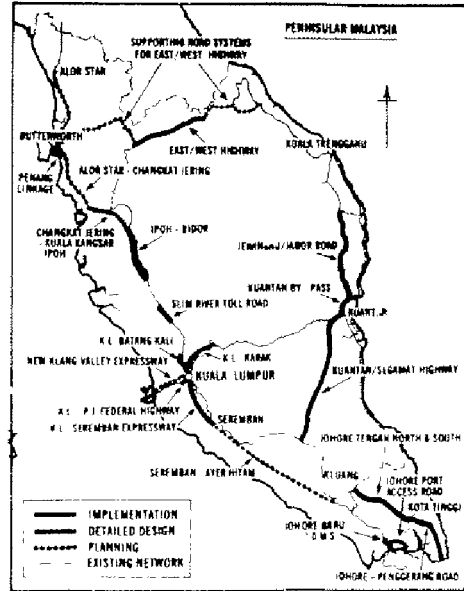 PENINSULAR MALAYSIA
SUPPORTING ROAD SYSTEMS
FOR EAST/WEST HIGHWAY
ALOR STAR
BUTTERWORTH
PENANG
LINKAGE
EAST/WEST HIGHWAY
KUALA TRENGGANU
ALOR STAR - CHANGKAT JERING
CHANGKAT JERING
- KUALA KANGSAR
IPOH
IPOH - BIDOR
JERANGAU/JABOR ROAD
SLIM RIVER TOLL ROAD
KUANTAN BY PASS
KUANTAN
K.L. BATANG KALI
K.L. KARAK
NEW KLANG VALLEY EXPRESSWAY
KUALA LUMPUR
KUANTAN/SEGAMAT HIGHWAY
K.L. P.J. FEDERAL HIGHWAY
K.L. SEREMBAN EXPRESSWAY
SEREMBAN
JOHORE TENGAH NORTH & SOUTH
SEREMBAN - AYER HITAM
KLUANG
JOHORE PORT
ACCESS ROAD
KOTA TINGGI
JOHORE BARU
JOHORE - PENGGERANG ROAD
IMPLEMENTATION
DETAILED DESIGN
PLANNING
EXISTING NETWORK